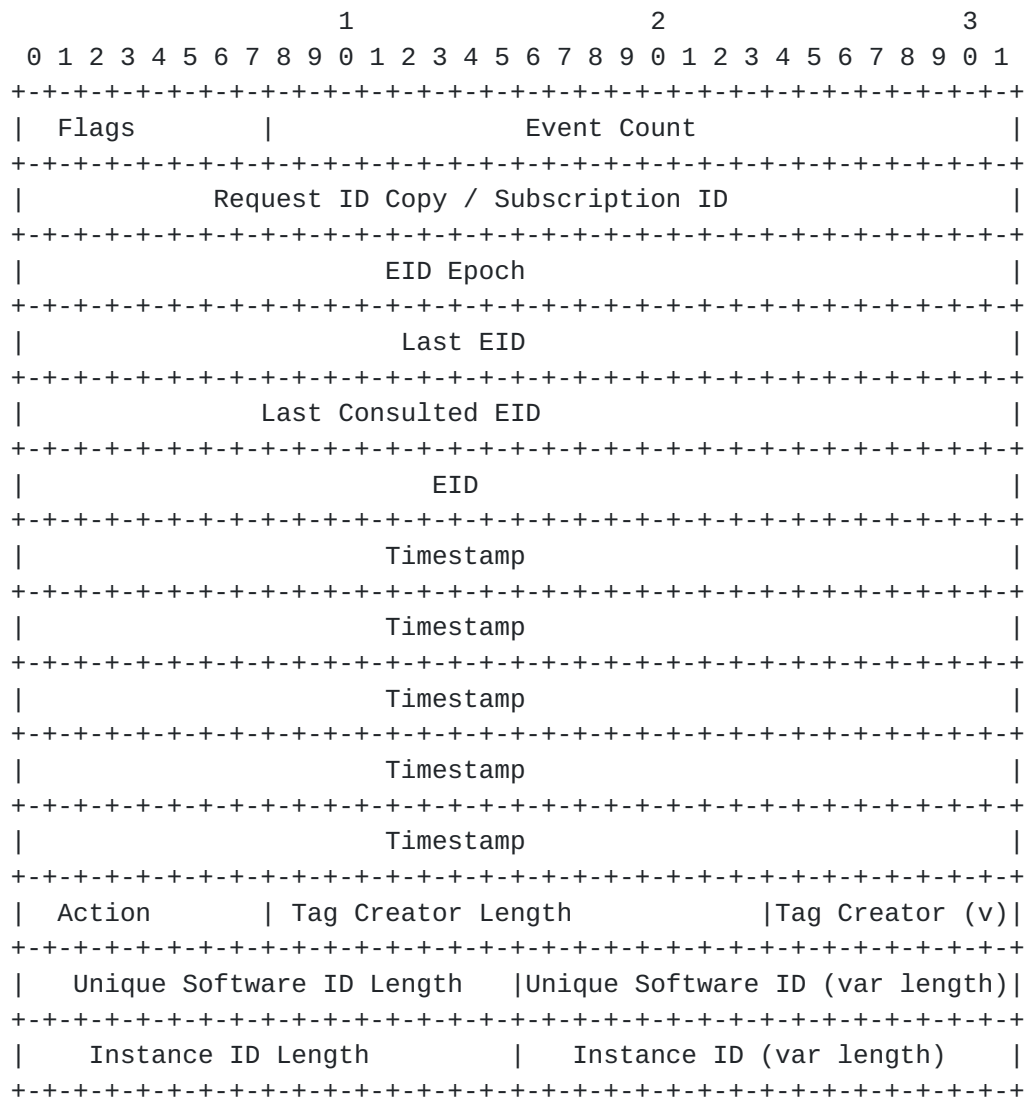 1                   2                   3
 0 1 2 3 4 5 6 7 8 9 0 1 2 3 4 5 6 7 8 9 0 1 2 3 4 5 6 7 8 9 0 1
+-+-+-+-+-+-+-+-+-+-+-+-+-+-+-+-+-+-+-+-+-+-+-+-+-+-+-+-+-+-+-+-+
|  Flags        |                Event Count                    |
+-+-+-+-+-+-+-+-+-+-+-+-+-+-+-+-+-+-+-+-+-+-+-+-+-+-+-+-+-+-+-+-+
|            Request ID Copy / Subscription ID                  |
+-+-+-+-+-+-+-+-+-+-+-+-+-+-+-+-+-+-+-+-+-+-+-+-+-+-+-+-+-+-+-+-+
|                       EID Epoch                               |
+-+-+-+-+-+-+-+-+-+-+-+-+-+-+-+-+-+-+-+-+-+-+-+-+-+-+-+-+-+-+-+-+
|                        Last EID                               |
+-+-+-+-+-+-+-+-+-+-+-+-+-+-+-+-+-+-+-+-+-+-+-+-+-+-+-+-+-+-+-+-+
|               Last Consulted EID                              |
+-+-+-+-+-+-+-+-+-+-+-+-+-+-+-+-+-+-+-+-+-+-+-+-+-+-+-+-+-+-+-+-+
|                          EID                                  |
+-+-+-+-+-+-+-+-+-+-+-+-+-+-+-+-+-+-+-+-+-+-+-+-+-+-+-+-+-+-+-+-+
|                       Timestamp                               |
+-+-+-+-+-+-+-+-+-+-+-+-+-+-+-+-+-+-+-+-+-+-+-+-+-+-+-+-+-+-+-+-+
|                       Timestamp                               |
+-+-+-+-+-+-+-+-+-+-+-+-+-+-+-+-+-+-+-+-+-+-+-+-+-+-+-+-+-+-+-+-+
|                       Timestamp                               |
+-+-+-+-+-+-+-+-+-+-+-+-+-+-+-+-+-+-+-+-+-+-+-+-+-+-+-+-+-+-+-+-+
|                       Timestamp                               |
+-+-+-+-+-+-+-+-+-+-+-+-+-+-+-+-+-+-+-+-+-+-+-+-+-+-+-+-+-+-+-+-+
|                       Timestamp                               |
+-+-+-+-+-+-+-+-+-+-+-+-+-+-+-+-+-+-+-+-+-+-+-+-+-+-+-+-+-+-+-+-+
|  Action       | Tag Creator Length            |Tag Creator (v)|
+-+-+-+-+-+-+-+-+-+-+-+-+-+-+-+-+-+-+-+-+-+-+-+-+-+-+-+-+-+-+-+-+
|   Unique Software ID Length   |Unique Software ID (var length)|
+-+-+-+-+-+-+-+-+-+-+-+-+-+-+-+-+-+-+-+-+-+-+-+-+-+-+-+-+-+-+-+-+
|    Instance ID Length         |   Instance ID (var length)    |
+-+-+-+-+-+-+-+-+-+-+-+-+-+-+-+-+-+-+-+-+-+-+-+-+-+-+-+-+-+-+-+-+